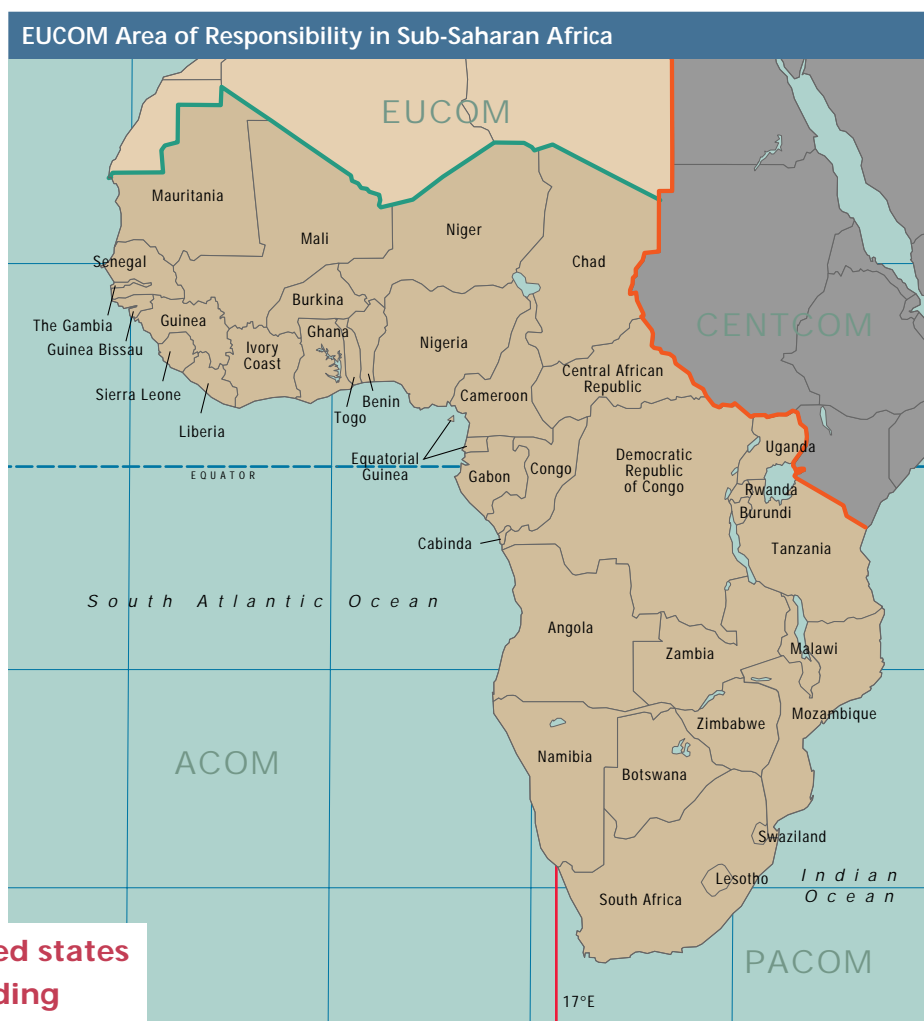 EUCOM Area of Responsibility in Sub-Saharan Africa
EUCOM
Mauritania
Mali
Niger
Chad
Senegal
CENTCOM
The Gambia
Guinea Bissau
Guinea
Burkina
Ghana
Ivory
Coast
Nigeria
Sierra Leone
Liberia
Togo
Benin
Cameroon
Central African
Republic
Equatorial
Guinea
EQUATOR
Gabon
Congo
Democratic
Republic
of Congo
Uganda
Rwanda
Burundi
Cabinda
Tanzania
South Atlantic Ocean
Angola
Zambia
Malawi
Mozambique
Zimbabwe
Namibia
Botswana
ACOM
Swaziland
Lesotho
South Africa
Indian
Ocean
PACOM
17°E
ed states
ding